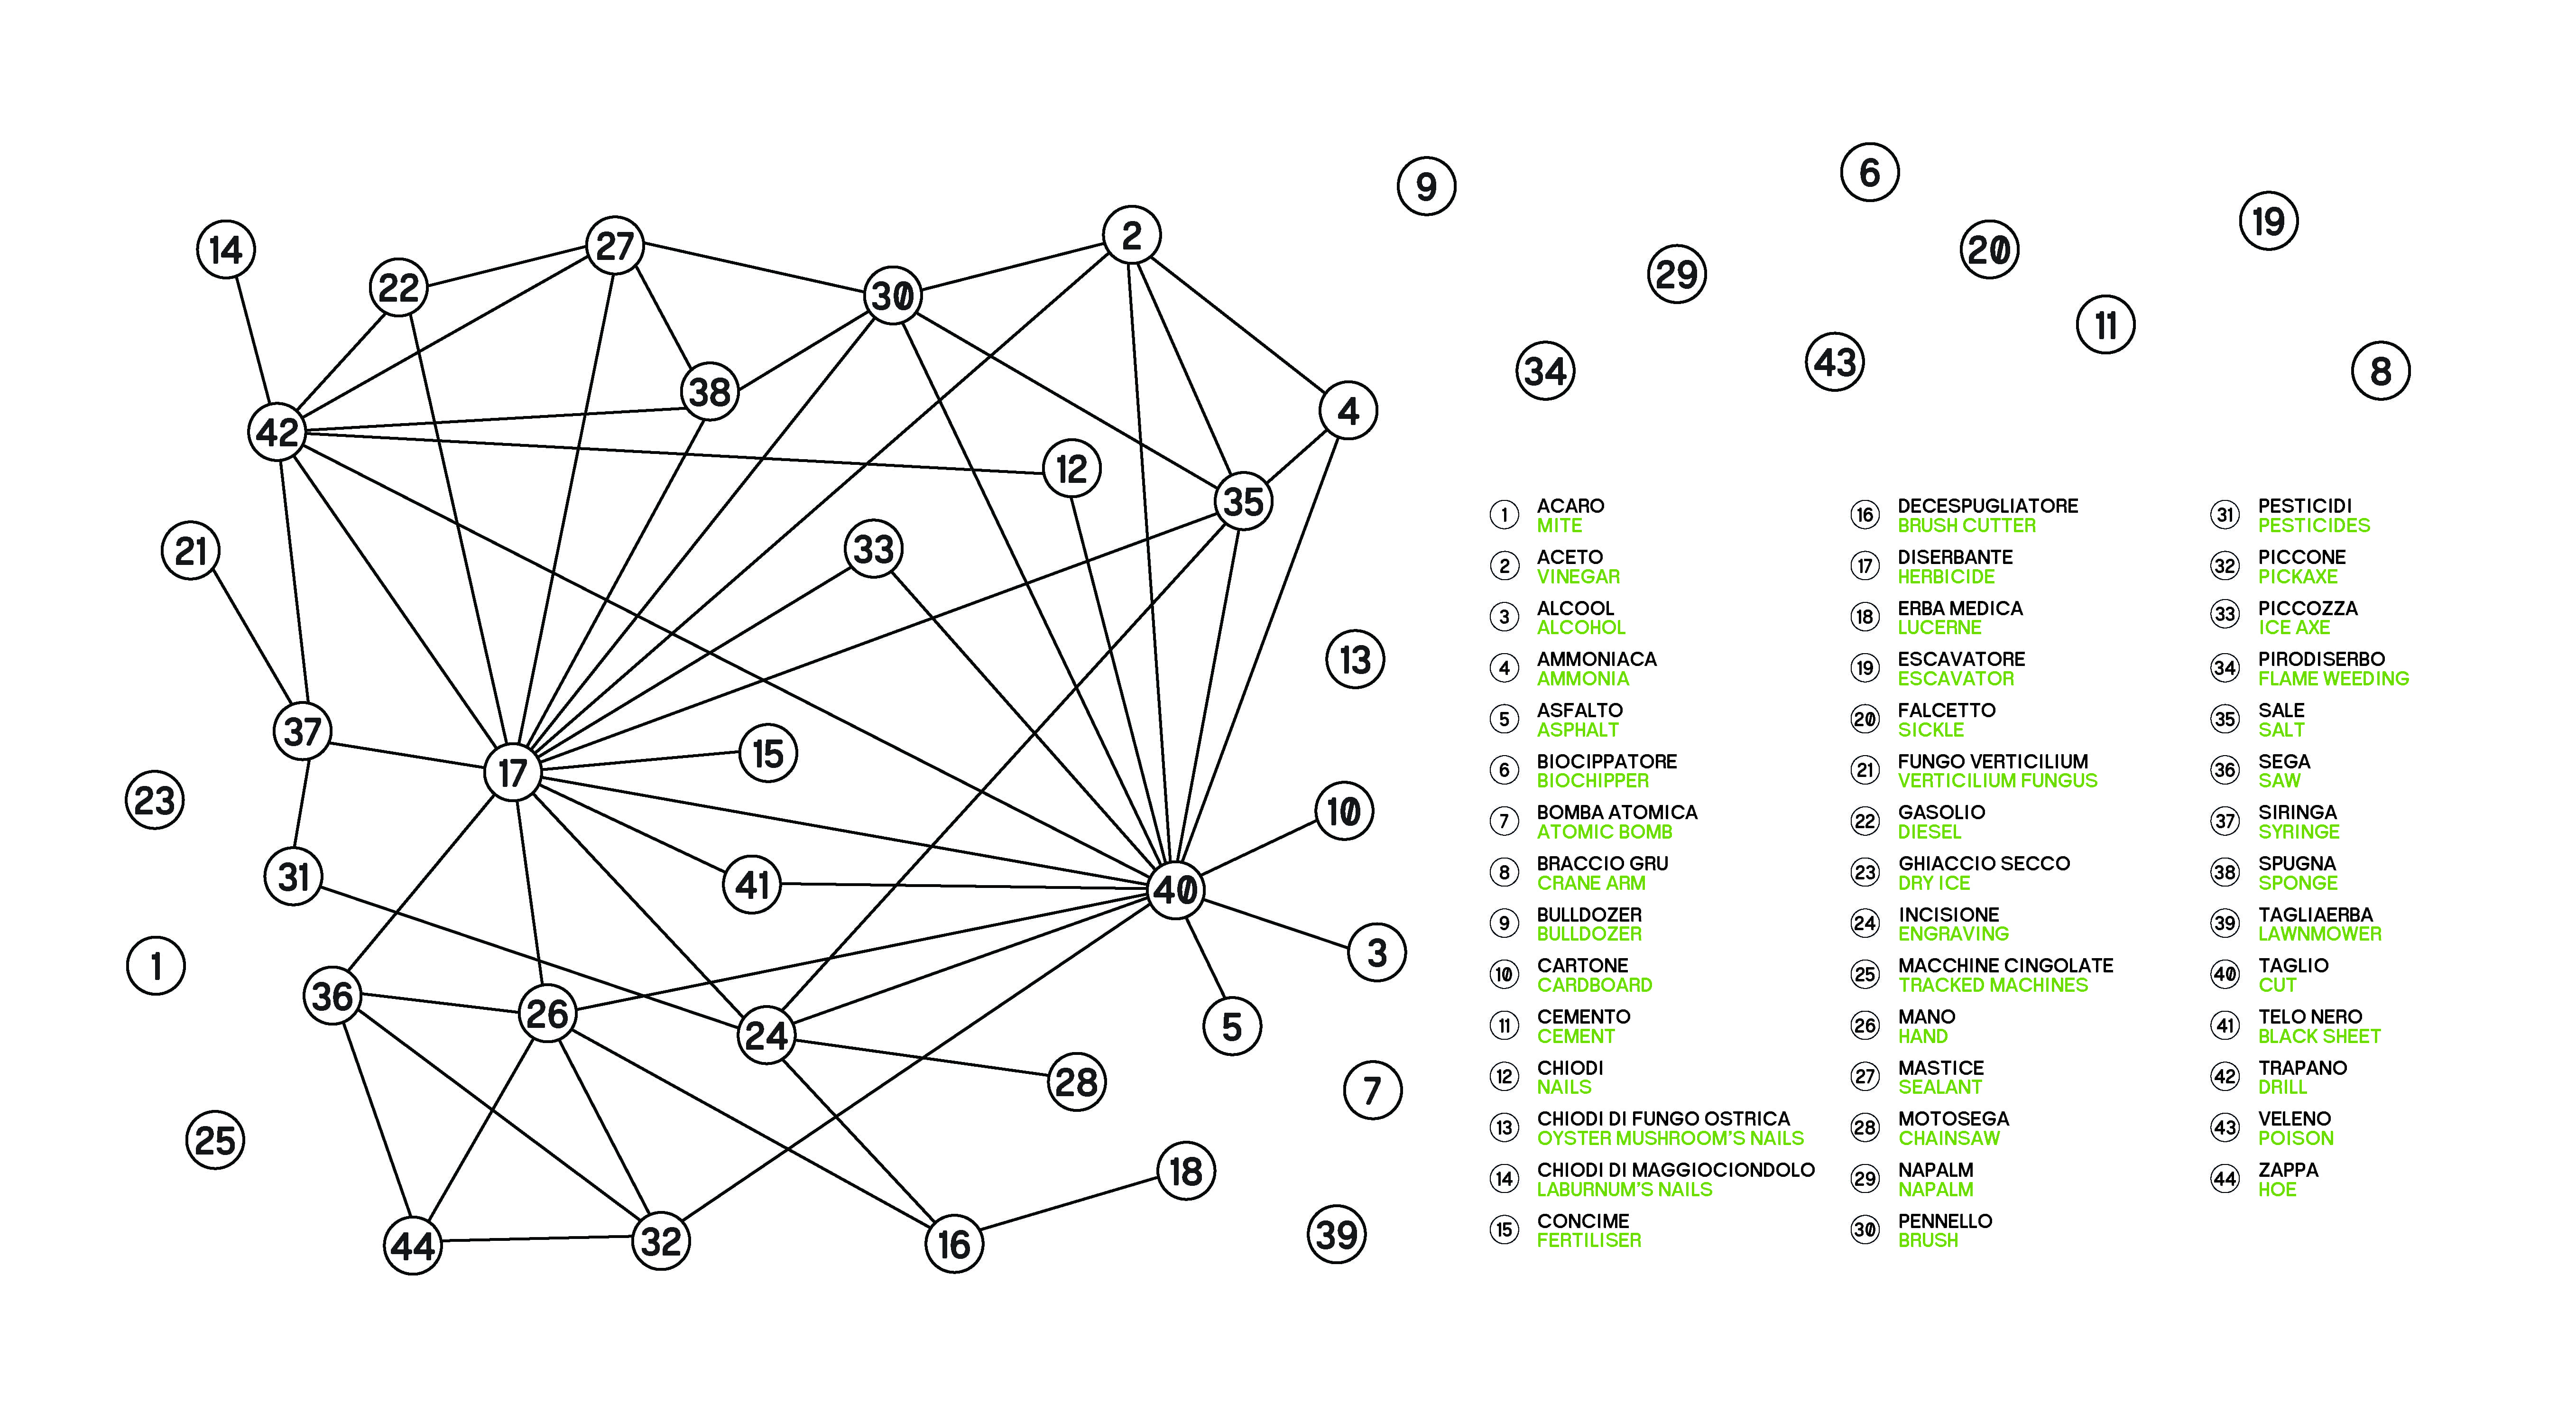 9
6
14
27
2
20
19
22
30
29
11
38
34
43
8
42
4
12
35
21
33
13
37
17
15
23
31
41
40
10
1
36
26
24
3
5
28
7
25
18
44
32
16
39
1 ACARO
MITE
2 ACETO
VINEGAR
3 ALCOOL
ALCOHOL
4 AMMONIACA
AMMONIA
5 ASFALTO
ASPHALT
6 BIOCIPPATORE
BIOCHIPPER
7 BOMBA ATOMICA
ATOMIC BOMB
8 BRACCIO GRU
CRANE ARM
9 BULLDOZER
BULLDOZER
10 CARTONE
CARDBOARD
11 CEMENTO
CEMENT
12 CHIODI
NAILS
13 CHIODI DI FUNGO OSTRICA
OYSTER MUSHROOM'S NAILS
14 CHIODI DI MAGGIOCIONDOLO
LABURNUM'S NAILS
15 CONCIME
FERTILISER
16 DECESPUGLIATORE
BRUSH CUTTER
17 DISERBANTE
HERBICIDE
18 ERBA MEDICA
LUCERNE
19 ESCAVATORE
ESCAVATOR
20 FALCETTO
SICKLE
21 FUNGO VERTICILIUM
VERTICILIUM FUNGUS
22 GASOLIO
DIESEL
23 GHIACCIO SECCO
DRY ICE
24 INCISIONE
ENGRAVING
25 MACCHINE CINGOLATE
TRACKED MACHINES
26 MANO
HAND
27 MASTICE
SEALANT
28 MOTOSEGA
CHAINSAW
29 NAPALM
NAPALM
30 PENNELLO
BRUSH
31 PESTICIDI
PESTICIDES
32 PICCONE
PICKAXE
33 PICCOZZA
ICE AXE
34 PIRODISERBO
FLAME WEEDING
35 SALE
SALT
36 SEGA
SAW
37 SIRINGA
SYRINGE
38 SPUGNA
SPONGE
39 TAGLIAERBA
LAWNMOWER
40 TAGLIO
CUT
41 TELO NERO
BLACK SHEET
42 TRAPANO
DRILL
43 VELENO
POISON
44 ZAPPA
HOE